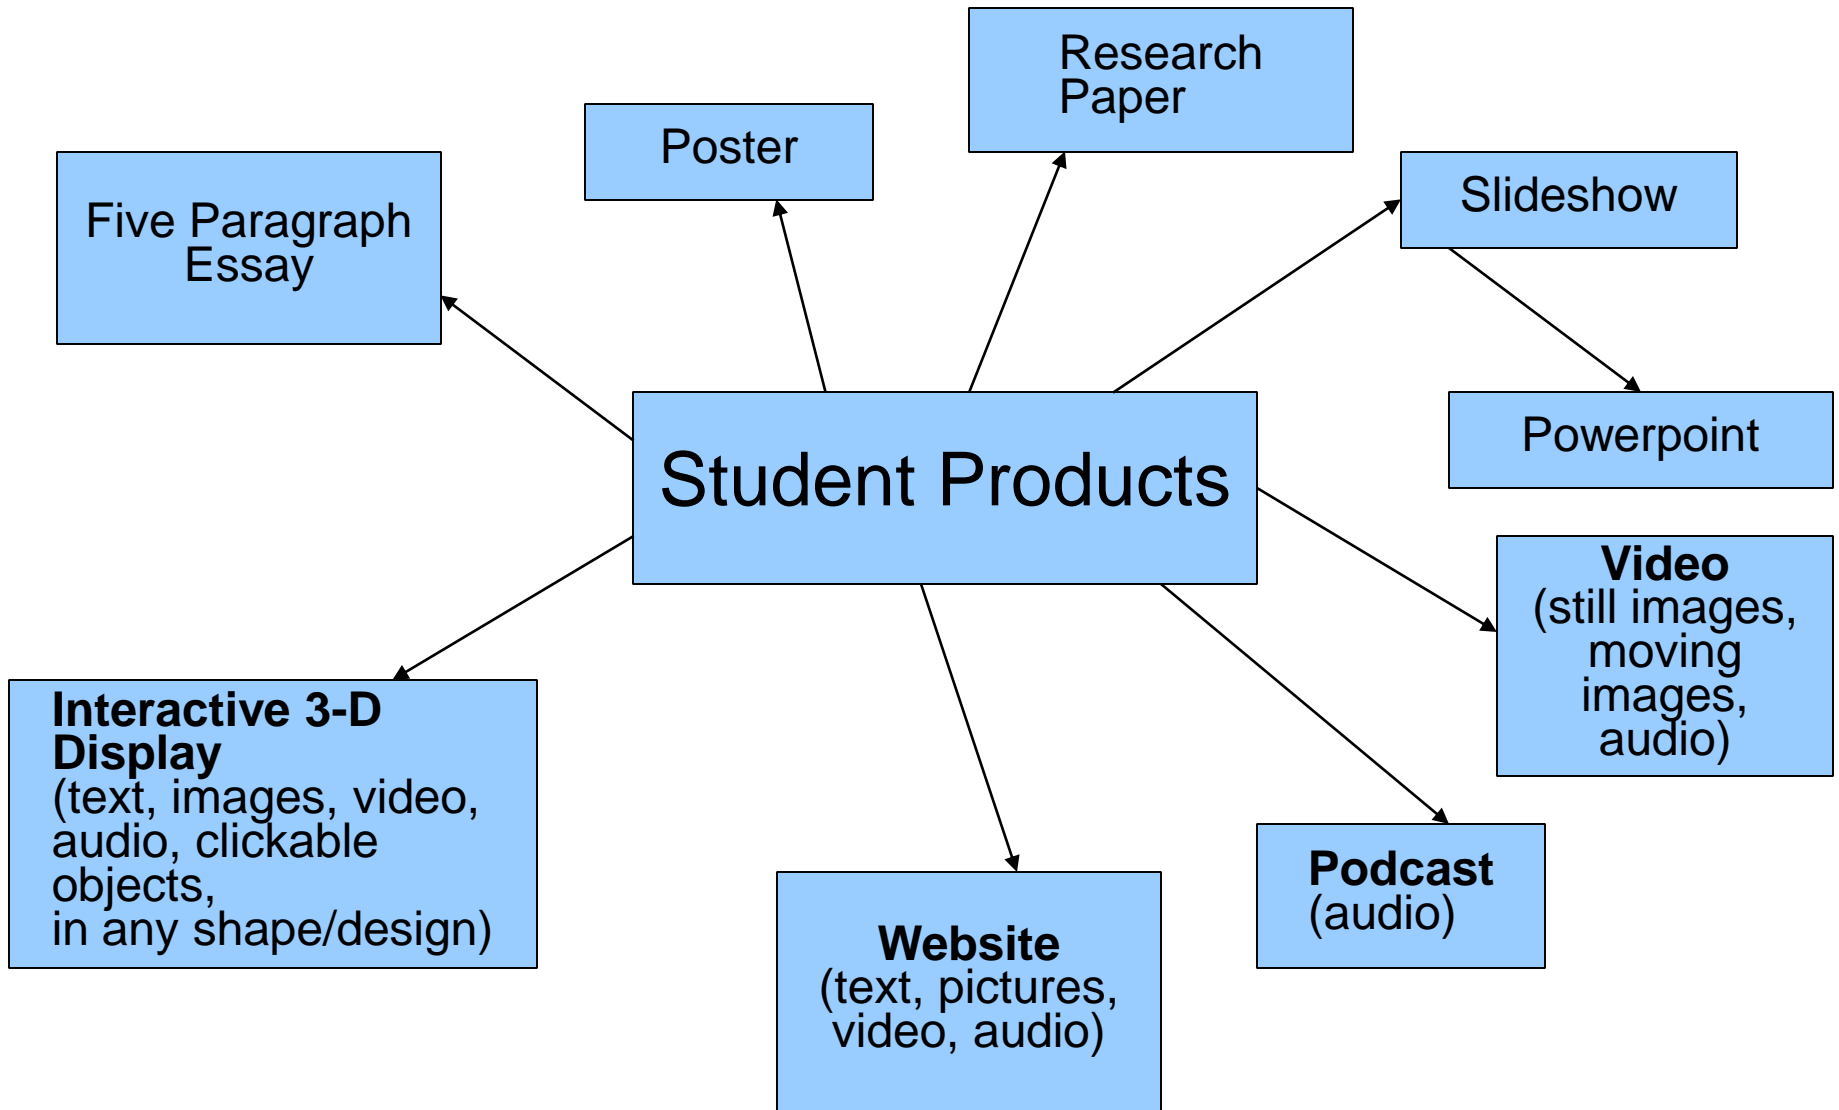 Research
Paper
Poster
Slideshow
Five Paragraph
Essay
Powerpoint
Student Products
Video
(still images,
moving
images,
audio)
Interactive 3-D
Display
(text, images, video,
audio, clickable
objects,
in any shape/design)
Podcast
(audio)
Website
(text, pictures,
video, audio)